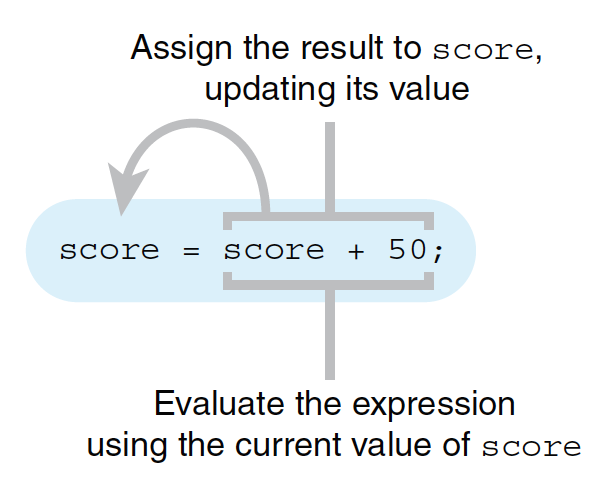 Assign the result to score,
updating its value
score = score + 50;
Evaluate the expression
using the current value of score